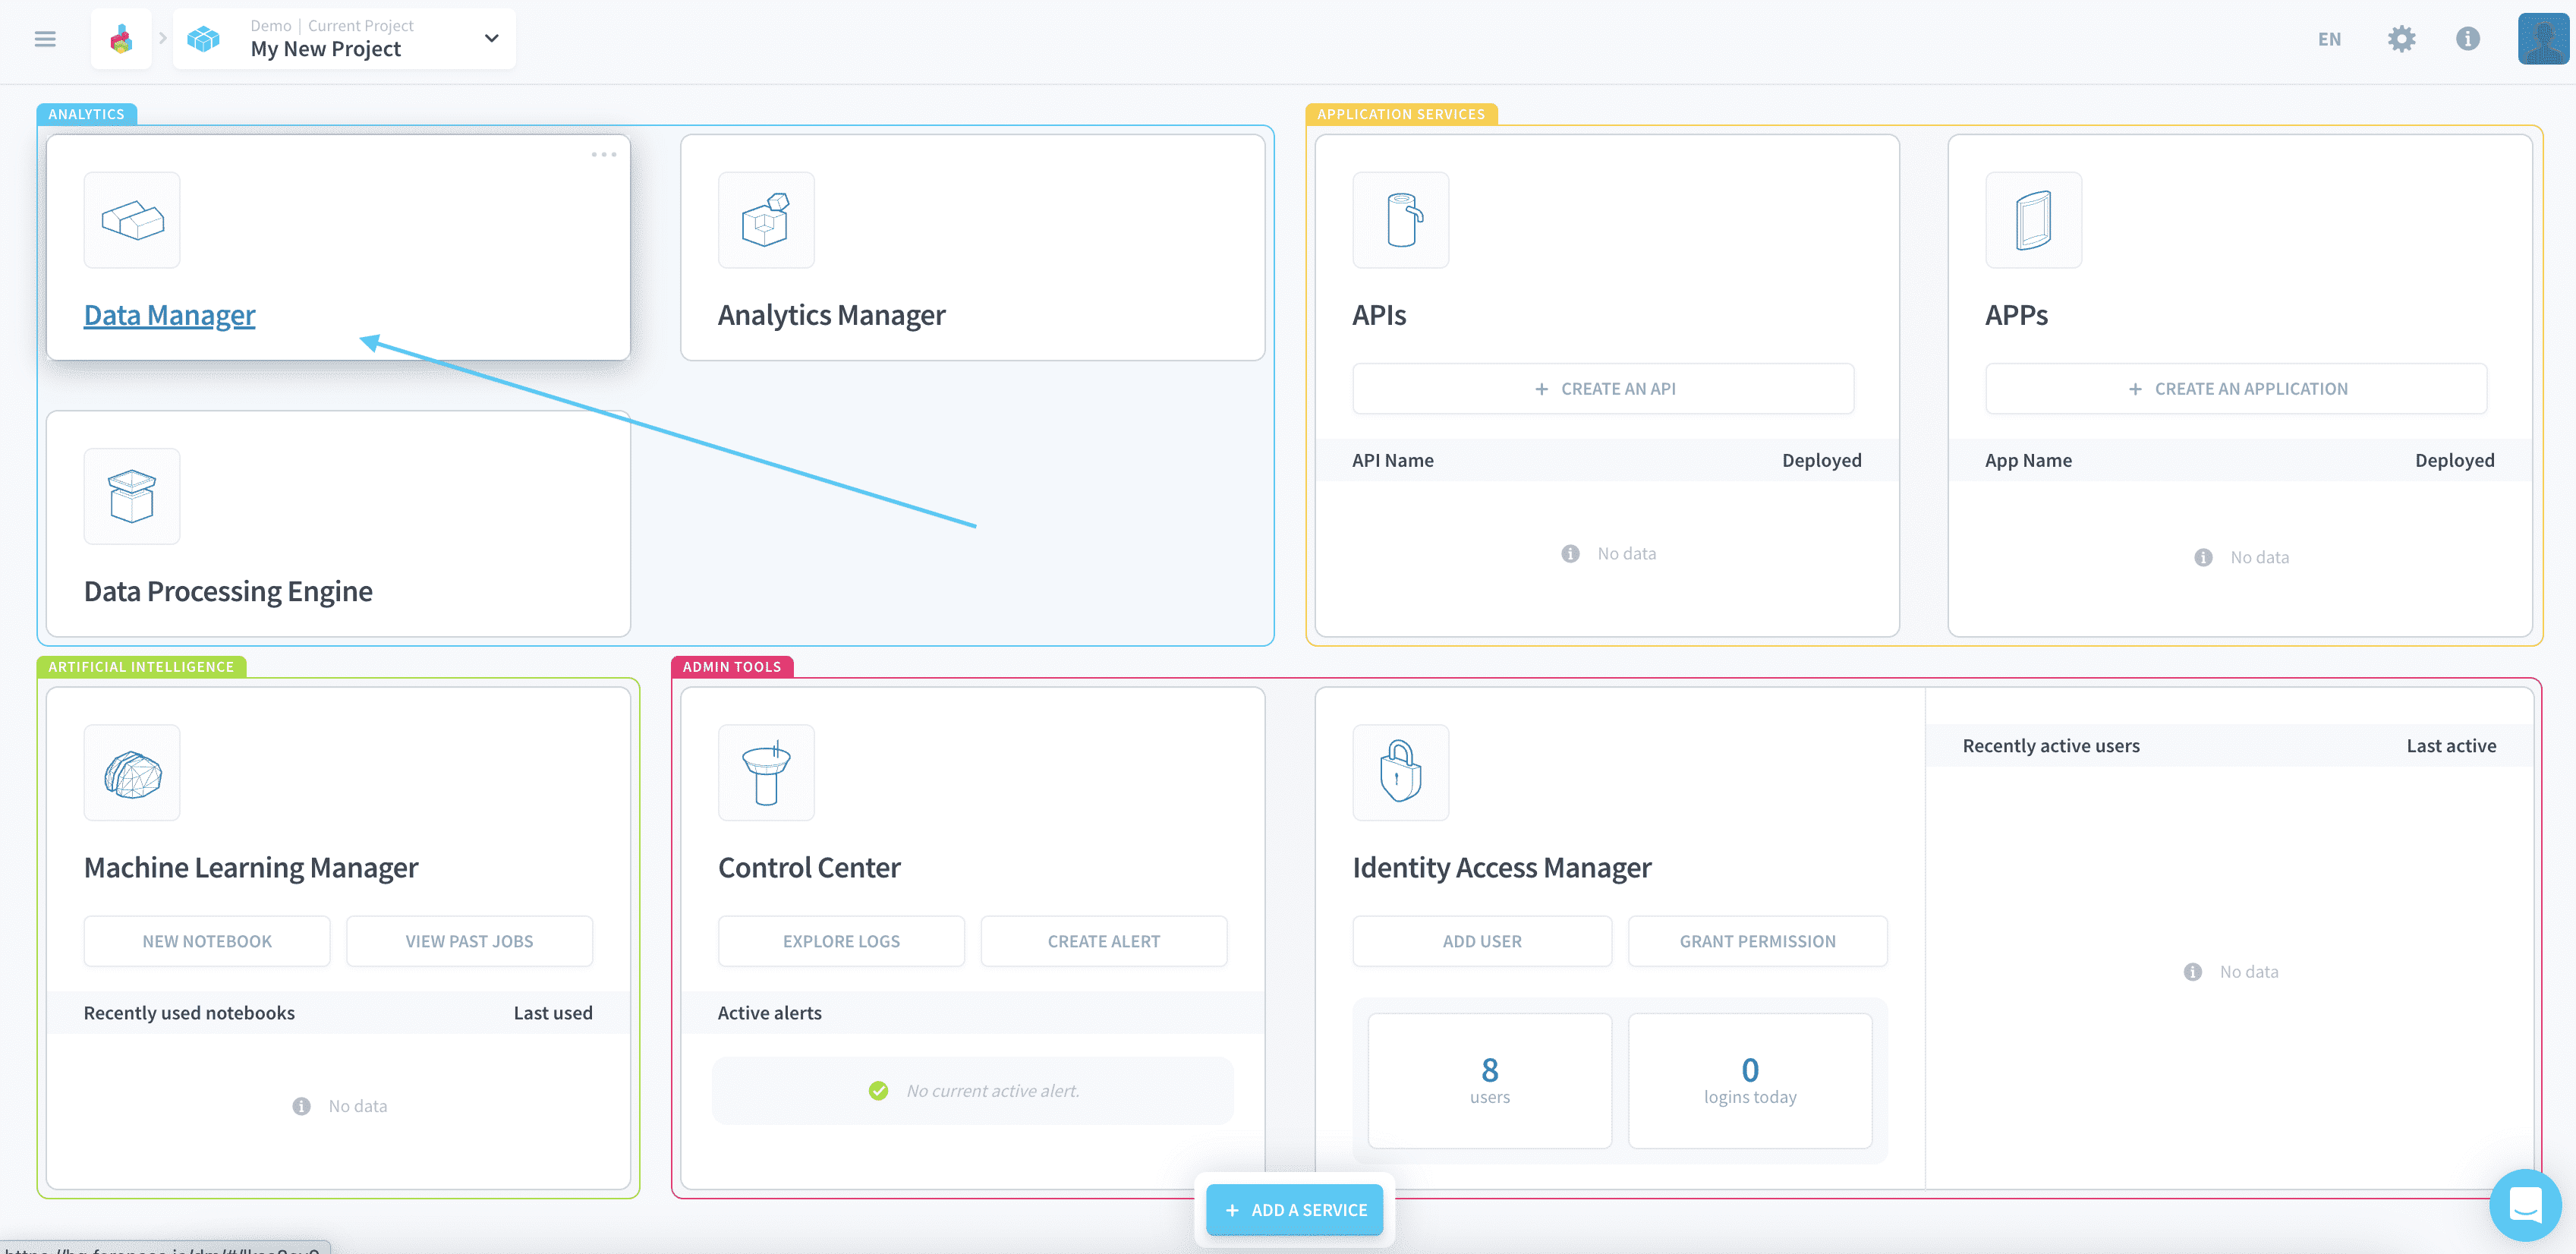 Demo | Current Project
My New Project
EN
ANALYTICS
Data Manager
Analytics Manager
Data Processing Engine
APPLICATION SERVICES
APIs
+ CREATE AN API
API Name Deployed
No data
APPs
+ CREATE AN APPLICATION
App Name Deployed
No data
ARTIFICIAL INTELLIGENCE
Machine Learning Manager
NEW NOTEBOOK VIEW PAST JOBS
Recently used notebooks Last used
No data
ADMIN TOOLS
Control Center
EXPLORE LOGS CREATE ALERT
Active alerts
No current active alert.
Identity Access Manager
ADD USER GRANT PERMISSION
8
users
0
logins today
Recently active users Last active
No data
+ ADD A SERVICE